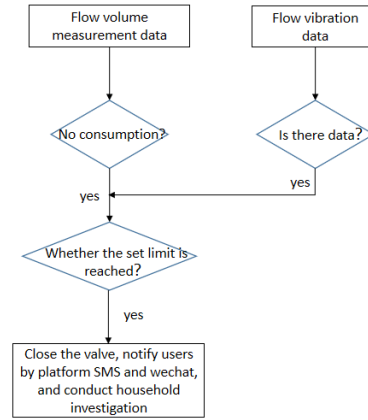 Flow volume
measurement data
Flow vibration
data
No consumption?
Is there data?
yes
yes
Whether the set limit is
reached?
yes
Close the valve, notify users
by platform SMS and wechat,
and conduct household
investigation